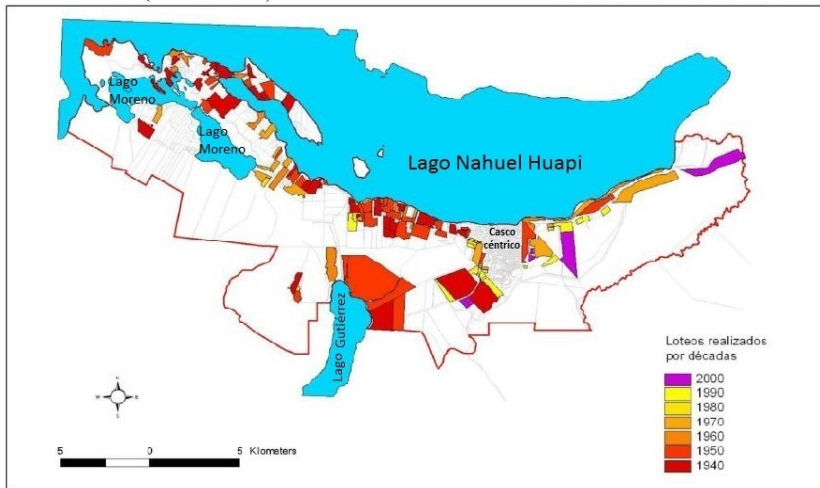 Lago
Moreno
Lago
Moreno
Lago Nahuel Huapi
Casco
céntrico
Lago Gutiérrez
Loteos realizados
por décadas
2000
1990
1980
1970
1960
1950
1940
N
W
E
S
5 0 5 Kilometers